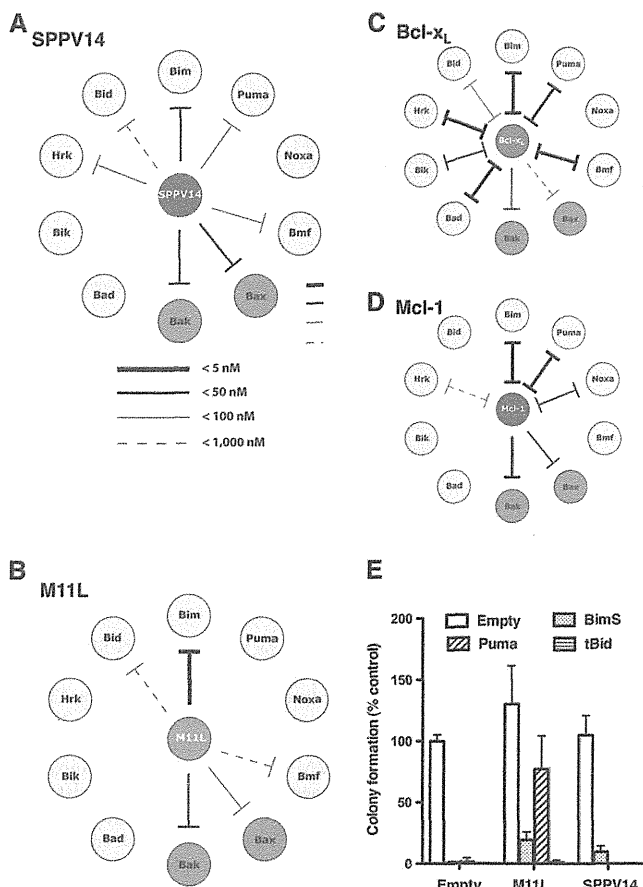 A
SPPV14
Bim
Bid
Puma
Hrk
Noxa
SPPV14
Bik
Bmf
Bad
Bax
Bak
< 5 nM
< 50 nM
< 100 nM
< 1,000 nM
B
M11L
Bim
Bid
Puma
Hrk
Noxa
M11L
Bik
Bmf
Bad
Bax
Bak
C
Bcl-xL
Bim
Bid
Puma
Hrk
Noxa
Bcl-xL
Bik
Bmf
Bad
Bax
Bak
D
Mcl-1
Bim
Bid
Puma
Hrk
Noxa
Mcl-1
Bik
Bmf
Bad
Bax
Bak
E
200
150
100
50
0
Colony formation (% control)
Empty
BimS
Puma
tBid
Empty
M11L
SPPV14